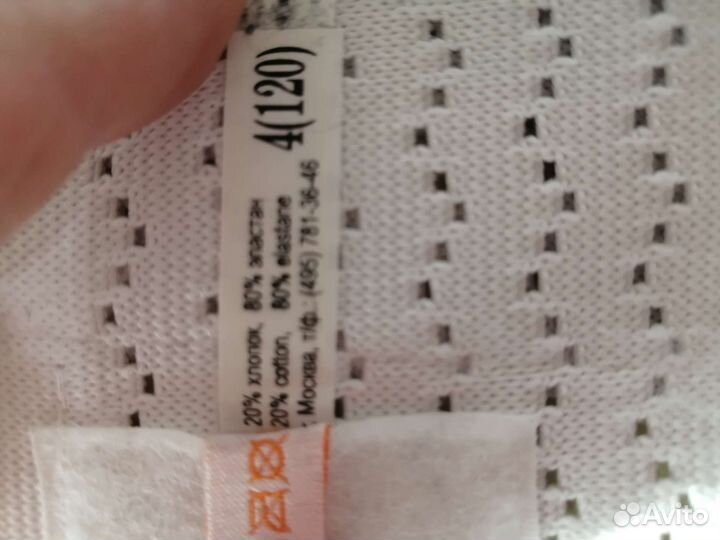 4(120)
20% хлопок, 80% эластан
20% cotton, 80% elastane
г. Москва, т/ф: (495) 781-36-46
Avito